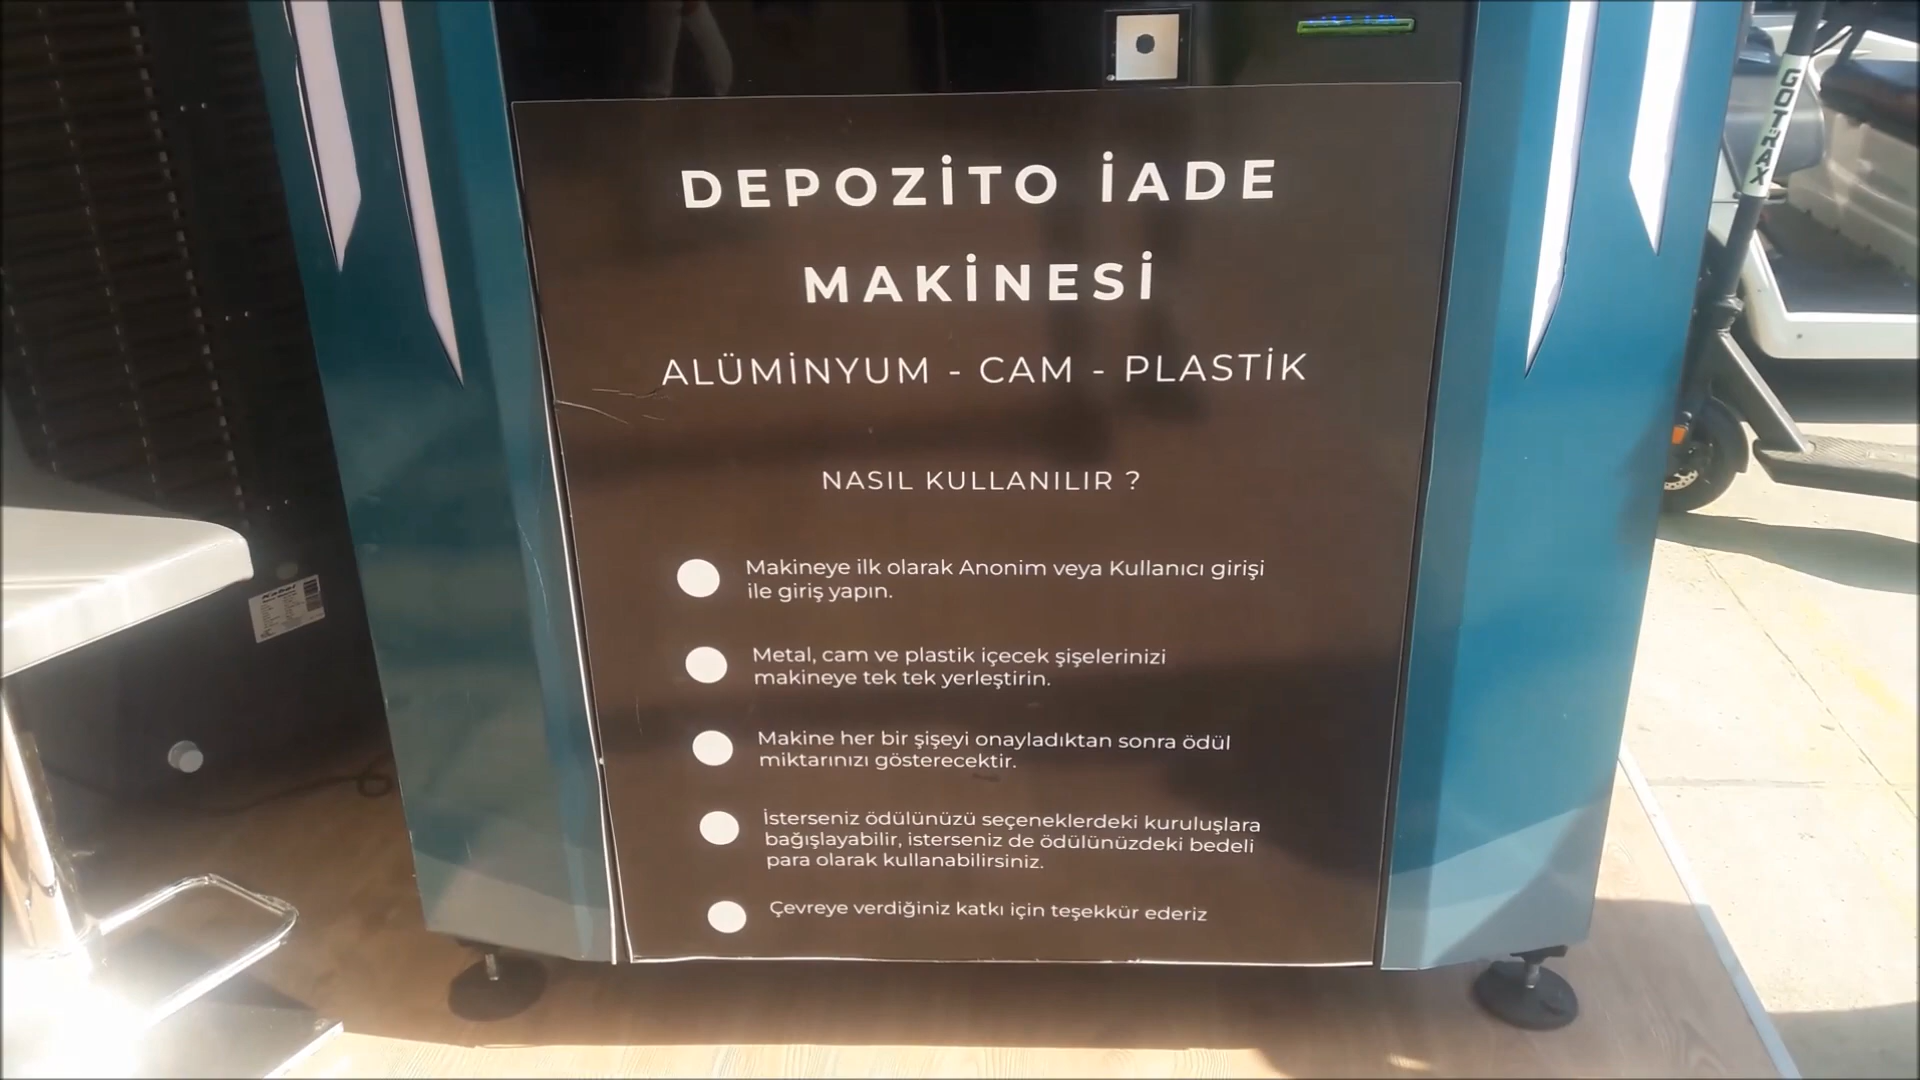 DEPOZİTO İADE
MAKİNESİ
ALÜMİNYUM - CAM - PLASTİK
NASIL KULLANILIR ?
Makineye ilk olarak Anonim veya Kullanıcı girişi
ile giriş yapın.
Metal, cam ve plastik içecek şişelerinizi
makineye tek tek yerleştirin.
Makine her bir şişeyi onayladıktan sonra ödül
miktarınızı gösterecektir.
İsterseniz ödülünüzü seçeneklerdeki kuruluşlara
bağışlayabilir, isterseniz de ödülünüzdeki bedeli
para olarak kullanabilirsiniz.
Çevreye verdiğiniz katkı için teşekkür ederiz
GOTRAX